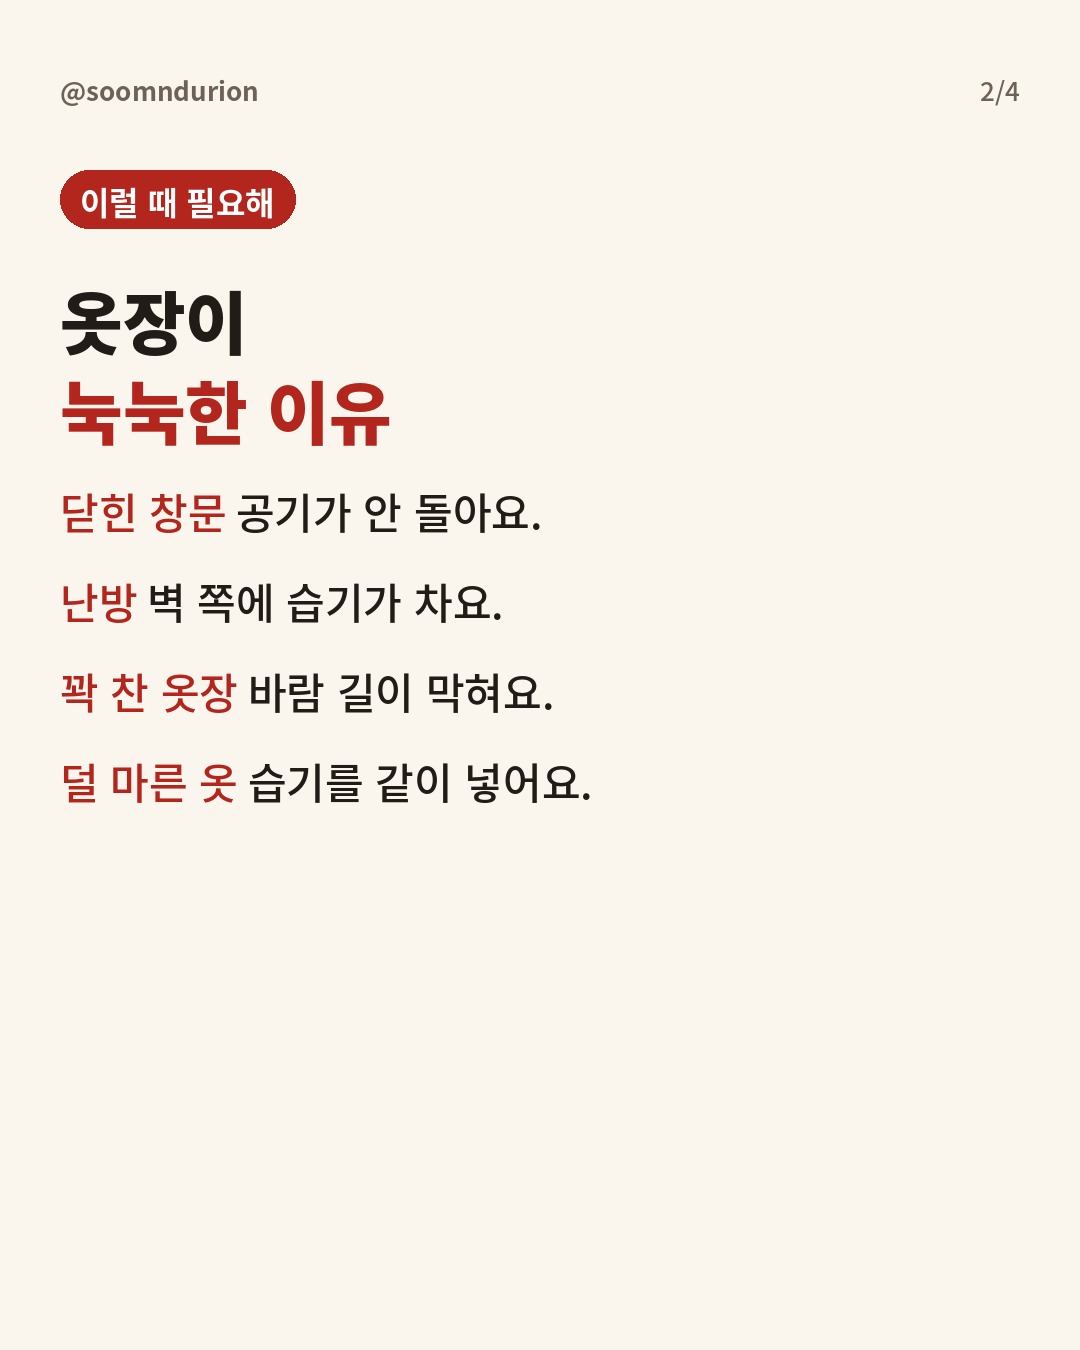 @soomndurion
2/4
이럴 때 필요해
옷장이
눅눅한 이유
닫힌 창문 공기가 안 돌아요.
난방 벽 쪽에 습기가 차요.
꽉 찬 옷장 바람 길이 막혀요.
덜 마른 옷 습기를 같이 넣어요.